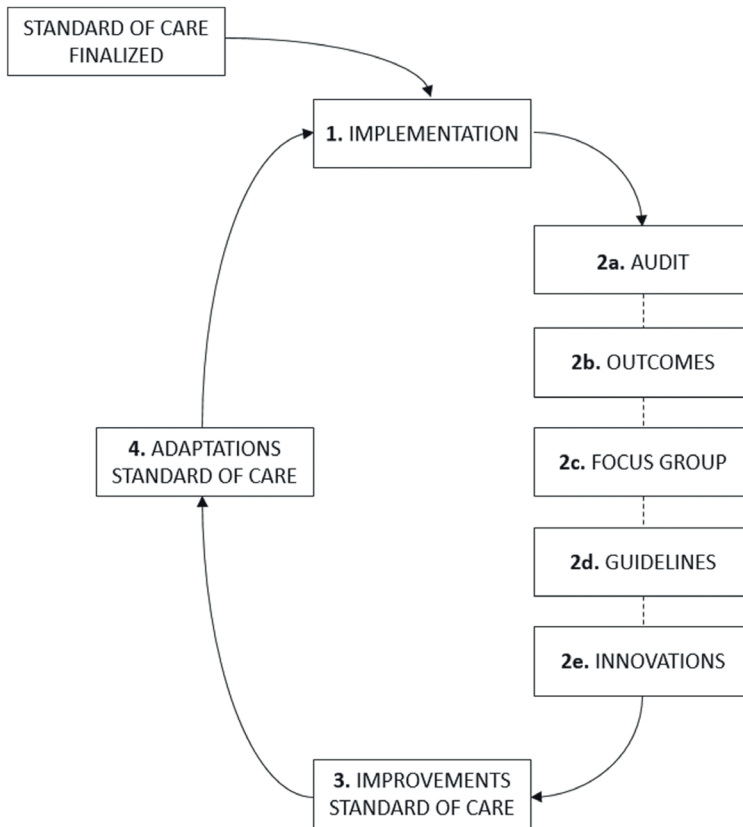 STANDARD OF CARE
FINALIZED
1. IMPLEMENTATION
2a. AUDIT
2b. OUTCOMES
2c. FOCUS GROUP
2d. GUIDELINES
2e. INNOVATIONS
3. IMPROVEMENTS
STANDARD OF CARE
4. ADAPTATIONS
STANDARD OF CARE